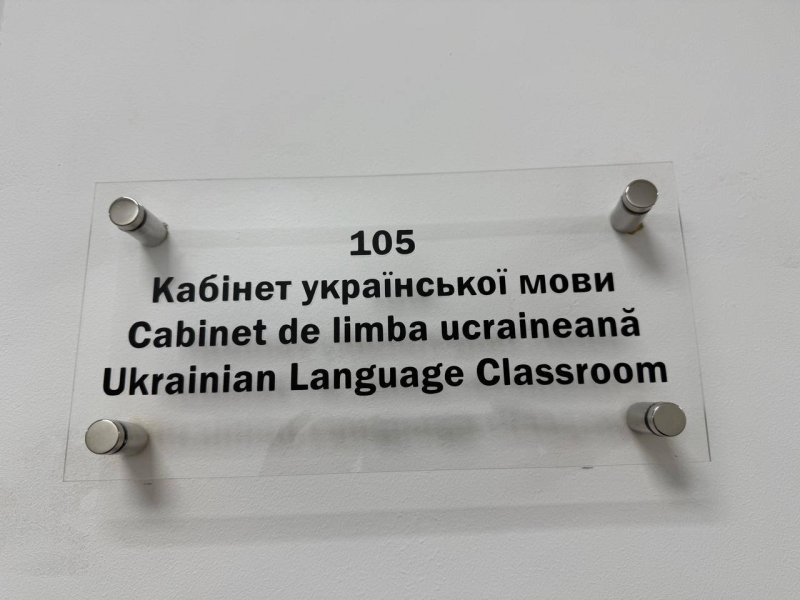 105
Кабінет української мови
Cabinet de limba ucraineană
Ukrainian Language Classroom